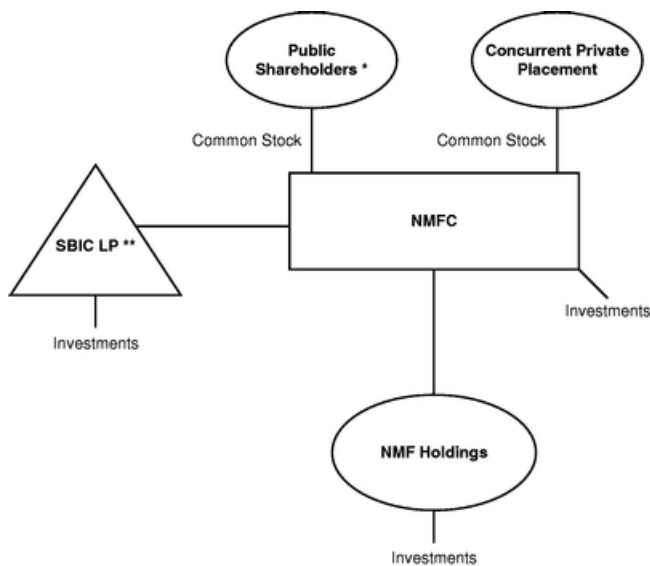 Public
Shareholders *
Concurrent Private
Placement
Common Stock
Common Stock
NMFC
SBIC LP **
Investments
Investments
NMF Holdings
Investments